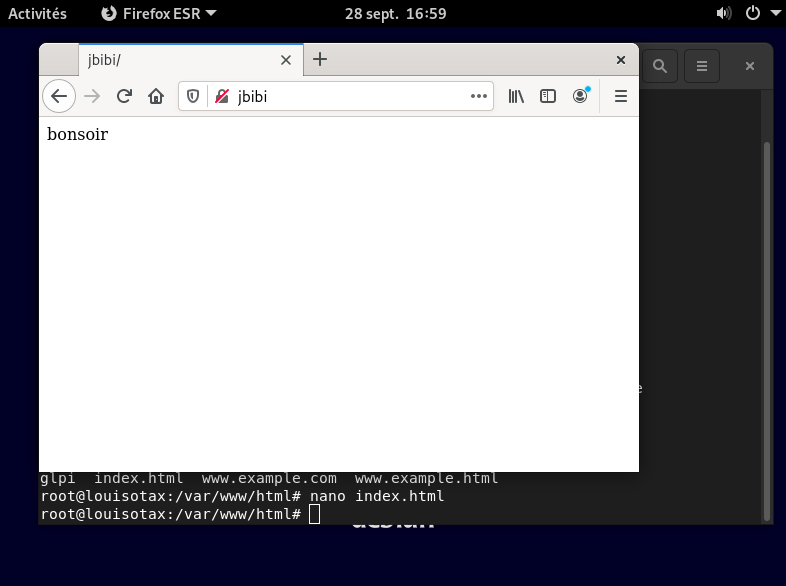 Activités Firefox ESR 28 sept. 16:59
jbibi/
jbibi
bonsoir
e
glpi index.html www.example.com www.example.html
root@louisotax:/var/www/html# nano index.html
root@louisotax:/var/www/html#
debian